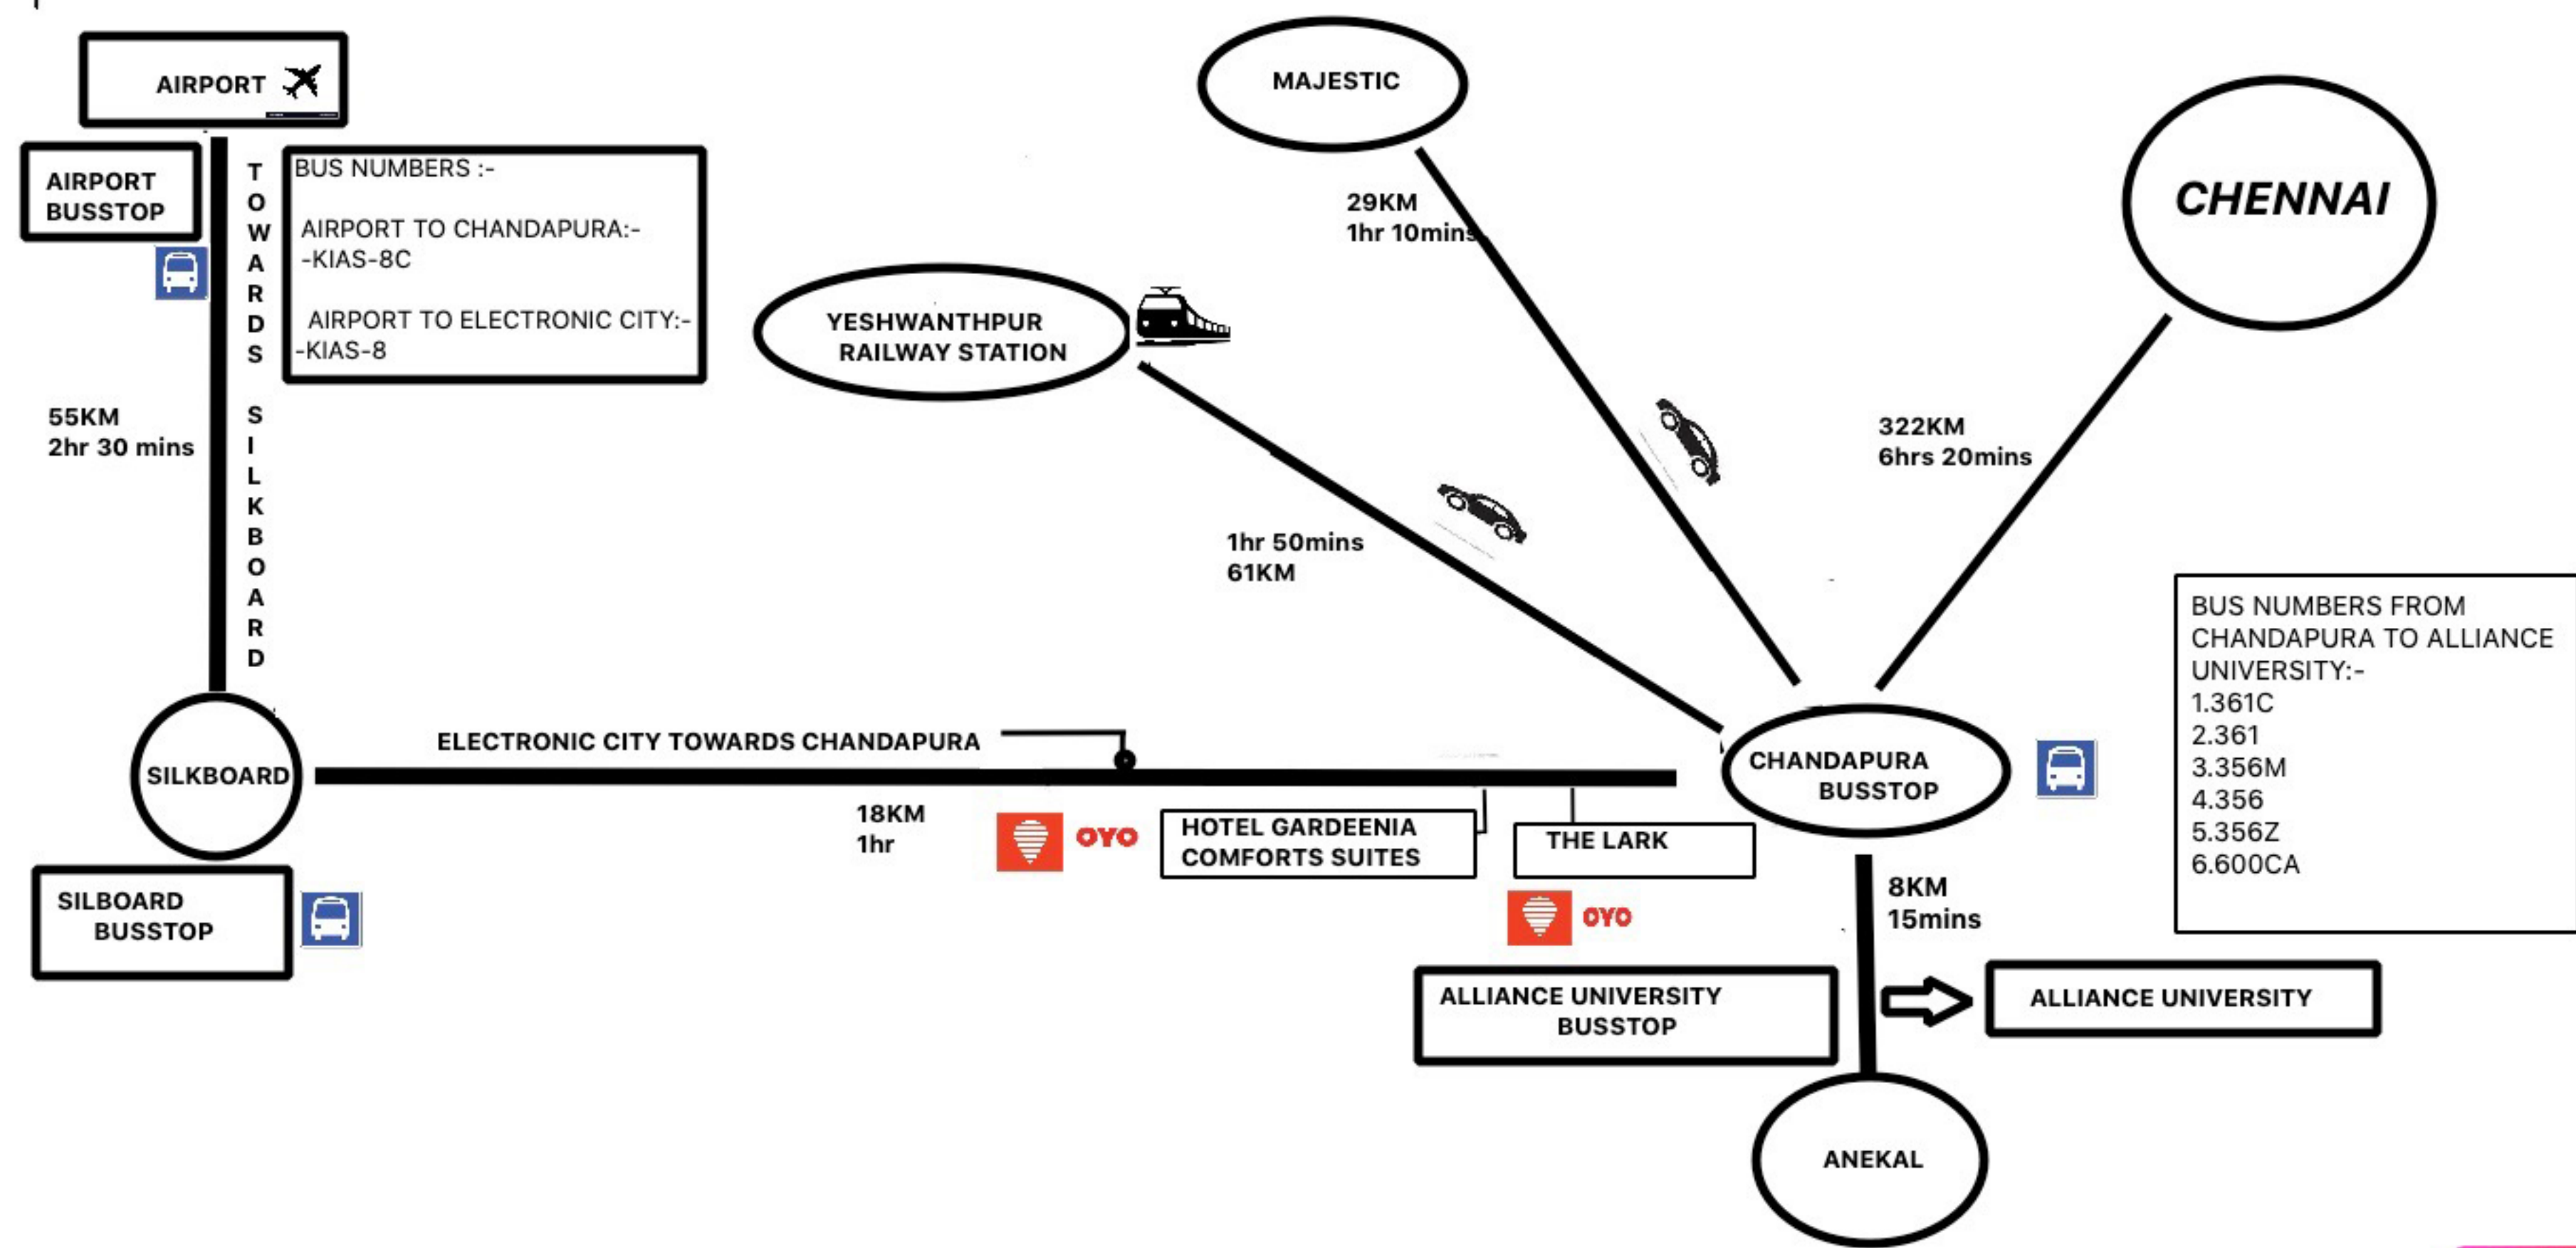 AIRPORT
AIRPORT
BUSSTOP
TOWARDS SILKBOARD
BUS NUMBERS :-
AIRPORT TO CHANDAPURA:-
-KIAS-8C
AIRPORT TO ELECTRONIC CITY:-
-KIAS-8
55KM
2hr 30 mins
MAJESTIC
29KM
1hr 10mins
CHENNAI
YESHWANTHPUR
RAILWAY STATION
322KM
6hrs 20mins
1hr 50mins
61KM
BUS NUMBERS FROM
CHANDAPURA TO ALLIANCE
UNIVERSITY:-
1.361C
2.361
3.356M
4.356
5.356Z
6.600CA
SILKBOARD
ELECTRONIC CITY TOWARDS CHANDAPURA
CHANDAPURA
BUSSTOP
18KM
1hr
OYO
HOTEL GARDEENIA
COMFORTS SUITES
THE LARK
OYO
SILBOARD
BUSSTOP
8KM
15mins
ALLIANCE UNIVERSITY
BUSSTOP
ALLIANCE UNIVERSITY
ANEKAL